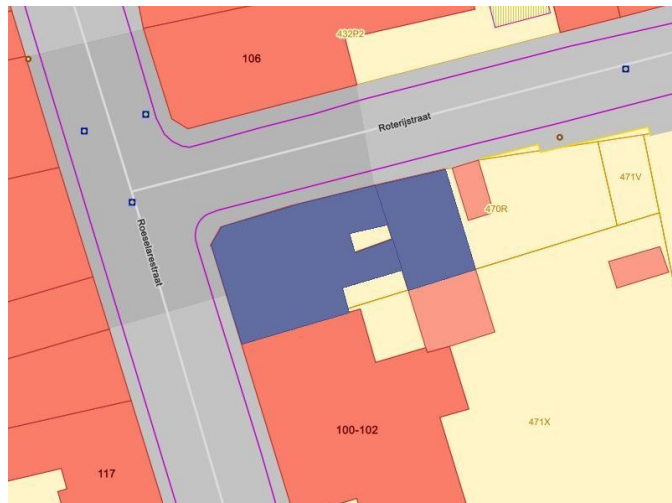 432P2
106
Roterijstraat
471V
470R
Roeselarestraat
100-102
471X
117